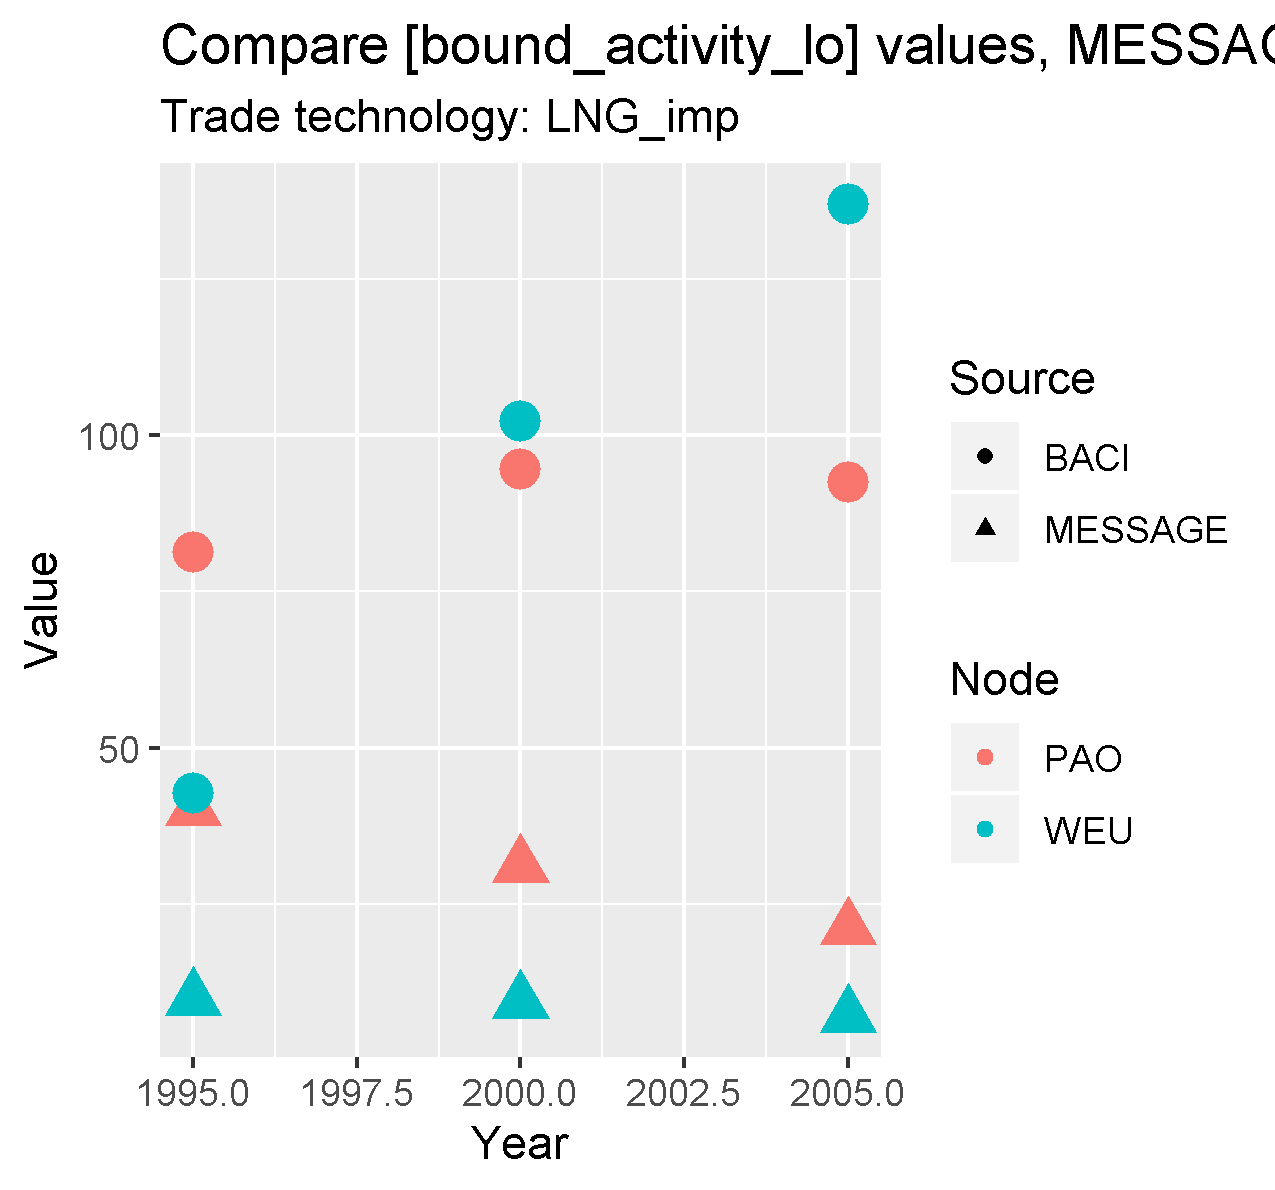 Compare [bound_activity_lo] values, MESSAG
Trade technology: LNG_imp
Value
100
50
1995.0 1997.5 2000.0 2002.5 2005.0
Year
Source
BACI
MESSAGE
Node
PAO
WEU